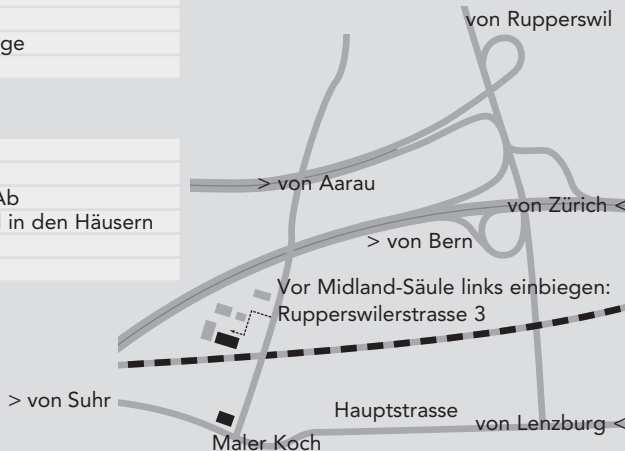 von Rupperswil
ge
> von Aarau
Ab
in den Häusern
von Zürich <
> von Bern
Vor Midland-Säule links einbiegen:
Rupperswilerstrasse 3
> von Suhr
Hauptstrasse
von Lenzburg <
Maler Koch